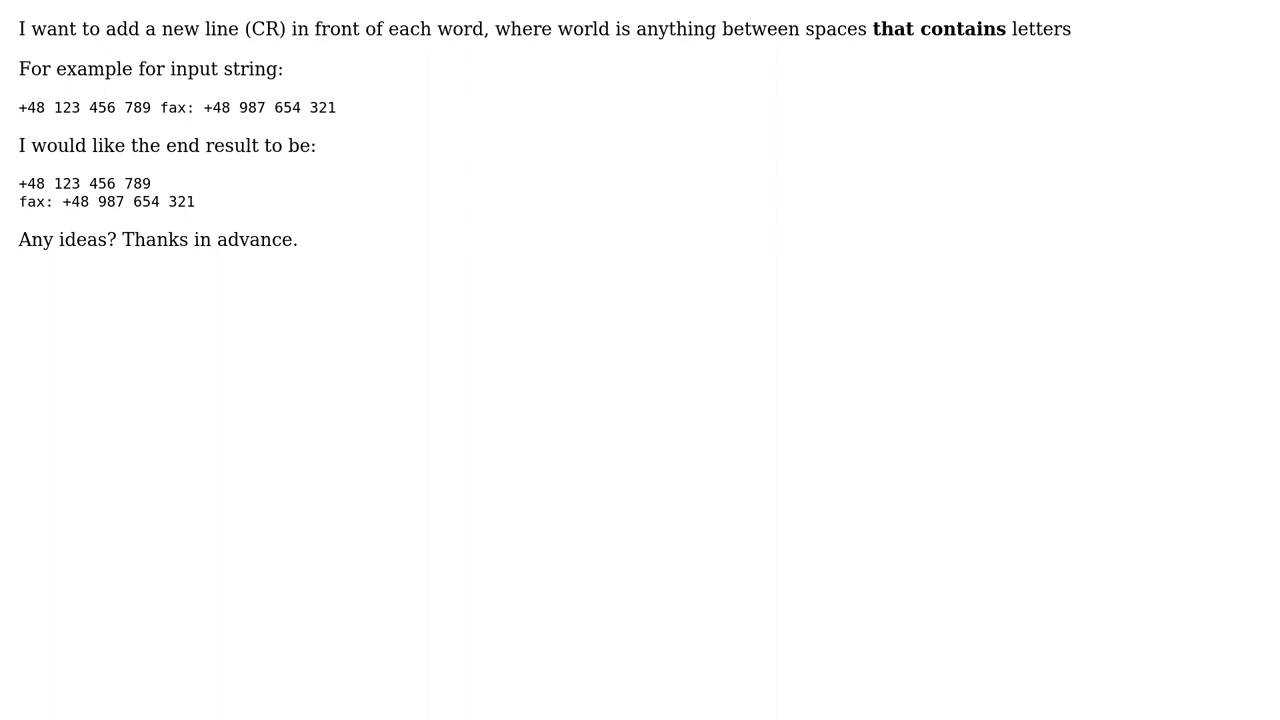 I want to add a new line (CR) in front of each word, where world is anything between spaces that contains letters
For example for input string:
+48 123 456 789 fax: +48 987 654 321
I would like the end result to be:
+48 123 456 789
fax: +48 987 654 321
Any ideas? Thanks in advance.